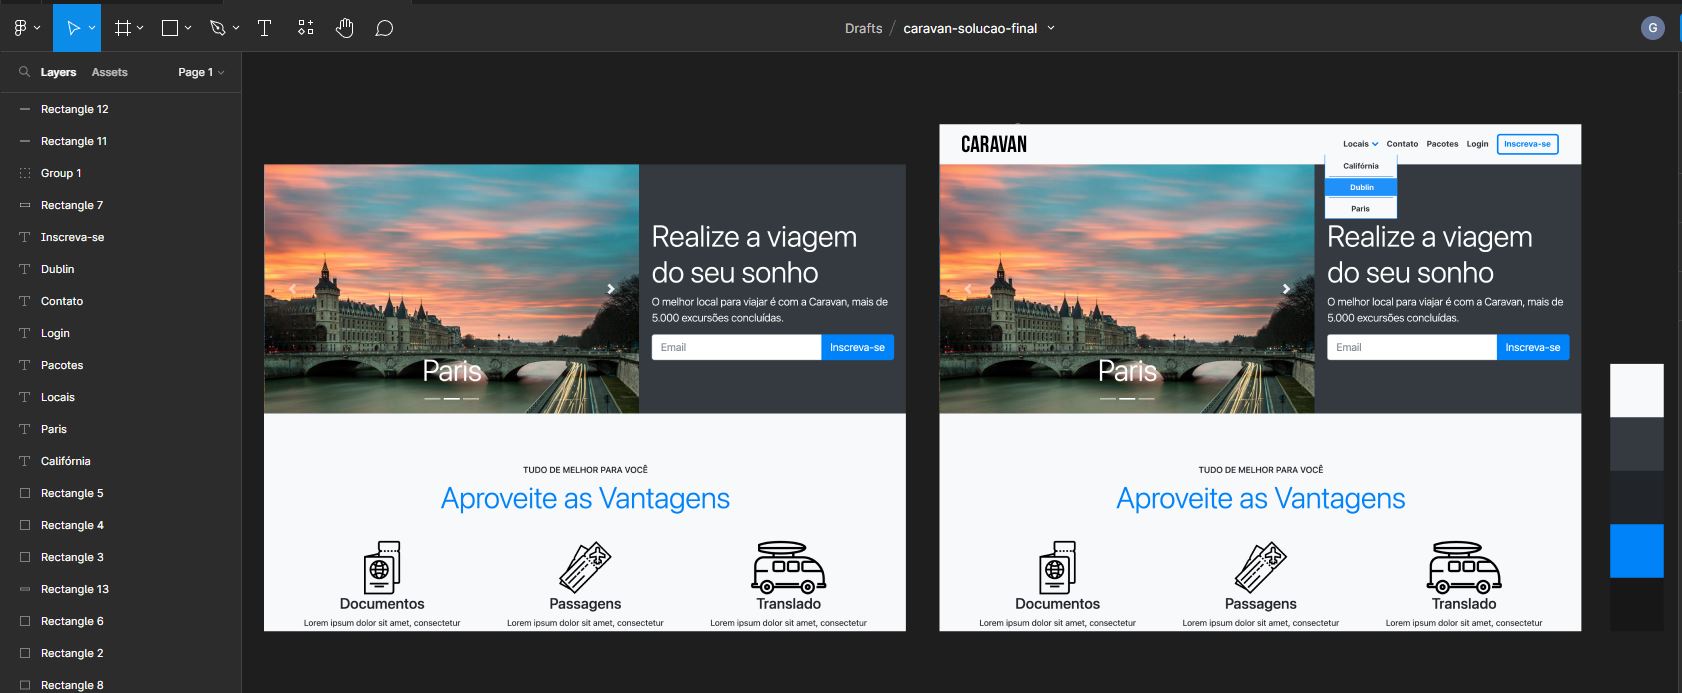 Drafts / caravan-solucao-final
G
Layers Assets Page 1
Rectangle 12
Rectangle 11
Group 1
Rectangle 7
Inscreva-se
Dublin
Contato
Login
Pacotes
Locais
Paris
Califórnia
Rectangle 5
Rectangle 4
Rectangle 3
Rectangle 13
Rectangle 6
Rectangle 2
Rectangle 8
Realize a viagem
do seu sonho
O melhor local para viajar é com a Caravan, mais de
5.000 excursões concluídas.
Email Inscreva-se
Paris
TUDO DE MELHOR PARA VOCÊ
Aproveite as Vantagens
Documentos Passagens Translado
Lorem ipsum dolor sit amet, consectetur Lorem ipsum dolor sit amet, consectetur Lorem ipsum dolor sit amet, consectetur
CARAVAN Locais Contato Pacotes Login Inscreva-se
Califórnia
Dublin
Paris
Realize a viagem
do seu sonho
O melhor local para viajar é com a Caravan, mais de
5.000 excursões concluídas.
Email Inscreva-se
Paris
TUDO DE MELHOR PARA VOCÊ
Aproveite as Vantagens
Documentos Passagens Translado
Lorem ipsum dolor sit amet, consectetur Lorem ipsum dolor sit amet, consectetur Lorem ipsum dolor sit amet, consectetur